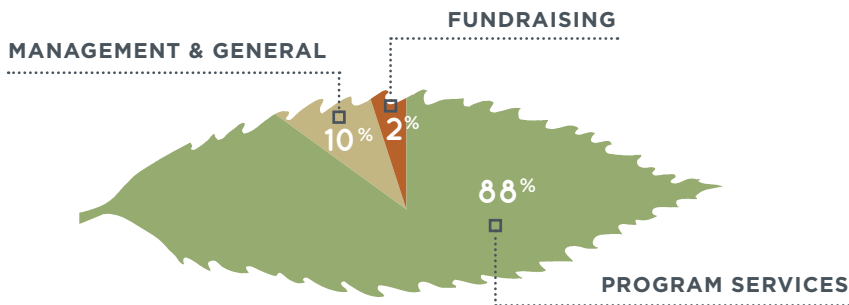 FUNDRAISING
MANAGEMENT & GENERAL
10%
2%
88%
PROGRAM SERVICES